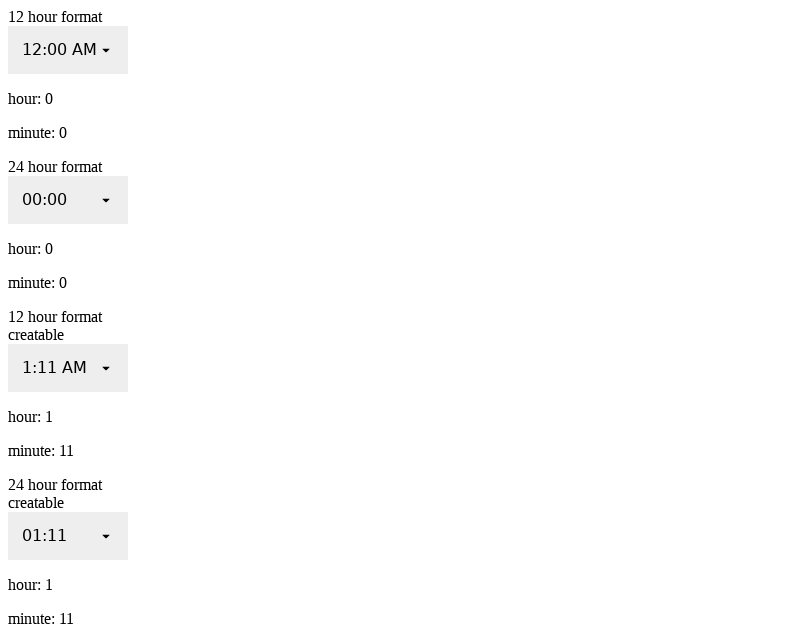 12 hour format
12:00 AM
hour: 0
minute: 0
24 hour format
00:00
hour: 0
minute: 0
12 hour format
creatable
1:11 AM
hour: 1
minute: 11
24 hour format
creatable
01:11
hour: 1
minute: 11